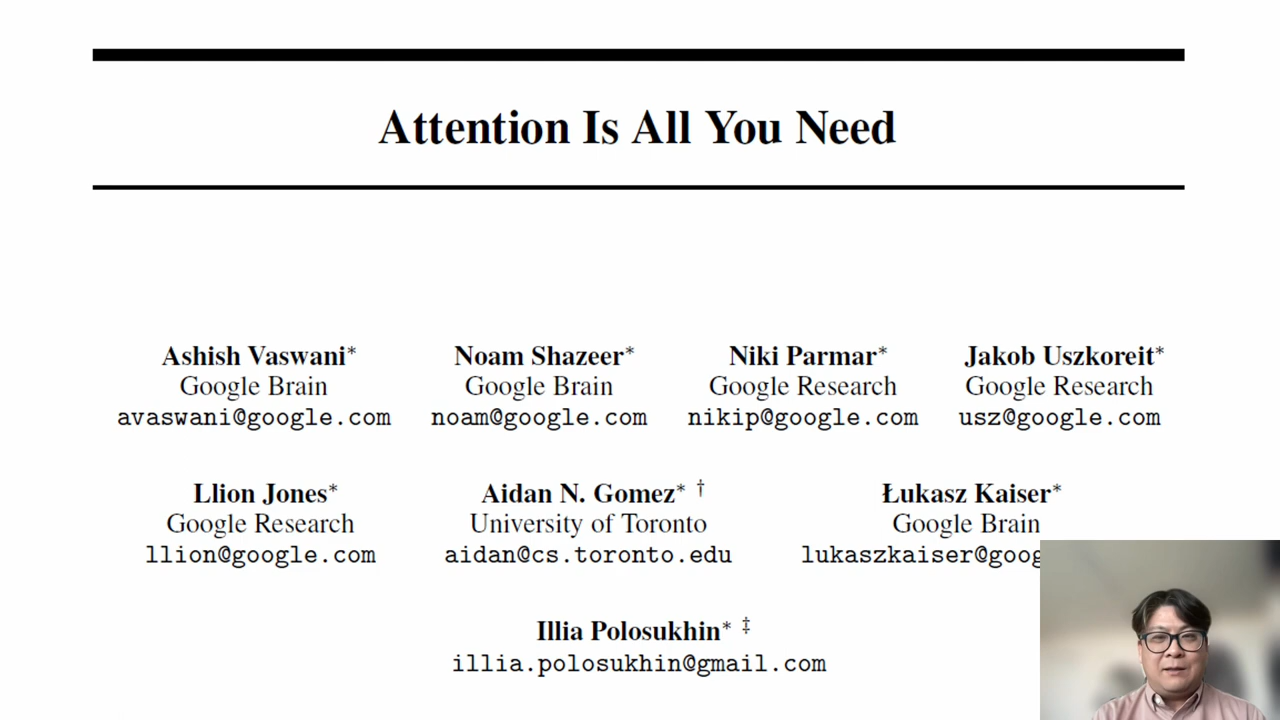 Attention Is All You Need
Ashish Vaswani* Noam Shazeer* Niki Parmar* Jakob Uszkoreit*
Google Brain Google Brain Google Research Google Research
avaswani@google.com noam@google.com nikip@google.com usz@google.com
Llion Jones* Aidan N. Gomez* † Łukasz Kaiser*
Google Research University of Toronto Google Brain
llion@google.com aidan@cs.toronto.edu lukaszkaiser@goog
Illia Polosukhin* ‡
illia.polosukhin@gmail.com